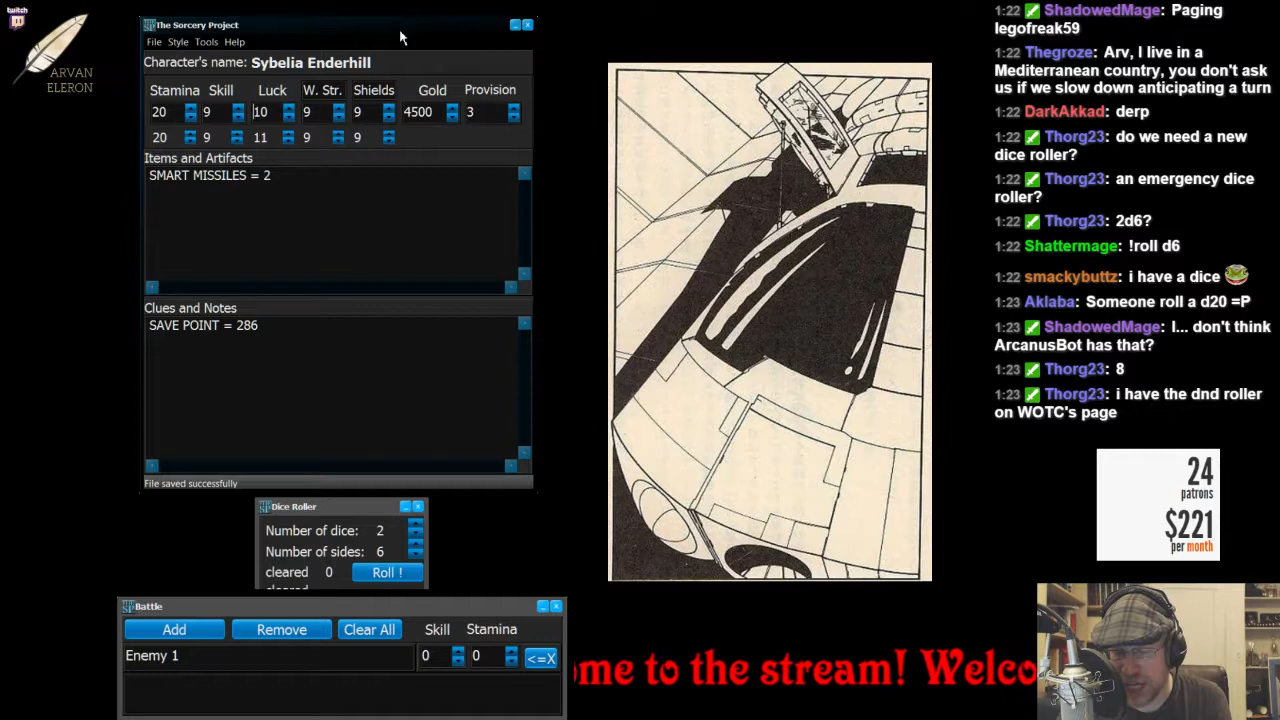 twitch
ARVAN
ELERON
The Sorcery Project
File Style Tools Help
Character's name: Sybelia Enderhill
Stamina Skill Luck W. Str. Shields Gold Provision
20 9 10 9 9 4500 3
20 9 11 9 9
Items and Artifacts
SMART MISSILES = 2
Clues and Notes
SAVE POINT = 286
File saved successfully
Dice Roller
Number of dice: 2
Number of sides: 6
cleared 0 Roll !
Battle
Add Remove Clear All Skill Stamina
Enemy 1 0 0 <=X
1:22 ShadowedMage: Paging
legofreak59
1:22 Thegroze: Arv, I live in a
Mediterranean country, you don't ask
us if we slow down anticipating a turn
1:22 DarkAkkad: derp
1:22 Thorg23: do we need a new
dice roller?
1:22 Thorg23: an emergency dice
roller?
1:22 Thorg23: 2d6?
1:22 Shattermage: !roll d6
1:22 smackybuttz: i have a dice
1:23 Aklaba: Someone roll a d20 =P
1:23 ShadowedMage: I... don't think
ArcanusBot has that?
1:23 Thorg23: 8
1:23 Thorg23: i have the dnd roller
on WOTC's page
24
patrons
$221
per month
ome to the stream! Welco